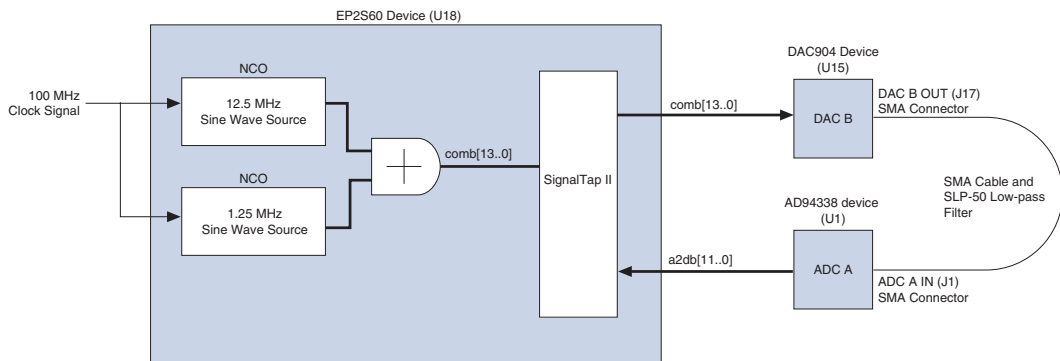 EP2S60 Device (U18)
NCO
12.5 MHz
Sine Wave Source
100 MHz
Clock Signal
NCO
1.25 MHz
Sine Wave Source
comb[13..0]
SignalTap II
comb[13..0]
a2db[11..0]
DAC904 Device
(U15)
DAC B
DAC B OUT (J17)
SMA Connector
SMA Cable and
SLP-50 Low-pass
Filter
AD94338 device
(U1)
ADC A
ADC A IN (J1)
SMA Connector